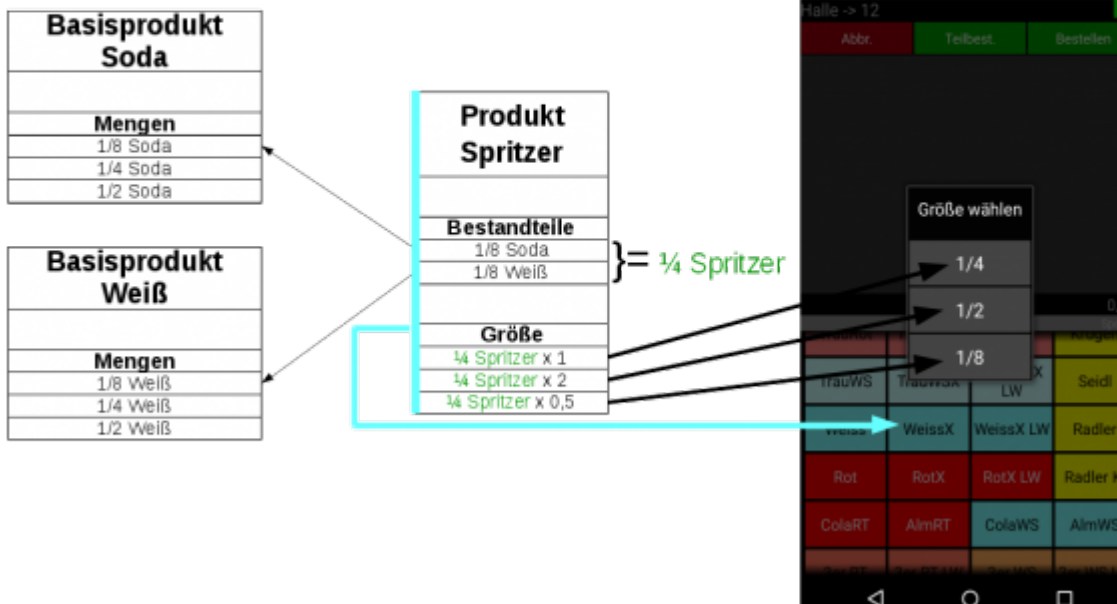 Basisprodukt
Soda
Mengen
1/8 Soda
1/4 Soda
1/2 Soda
Basisprodukt
Weiß
Mengen
1/8 Weiß
1/4 Weiß
1/2 Weiß
Produkt
Spritzer
Bestandteile
1/8 Soda
1/8 Weiß
}= ¼ Spritzer
Größe
¼ Spritzer x 1
¼ Spritzer x 2
¼ Spritzer x 0,5
Halle -> 12
Abbr. Teilbest. Bestellen
Größe wählen
1/4
1/2
1/8
TrauWS TrauWSX LW Seidl
Weiss WeissX WeissX LW Radler
Rot RotX RotX LW Radler
ColaRT AlmRT ColaWS AlmWS